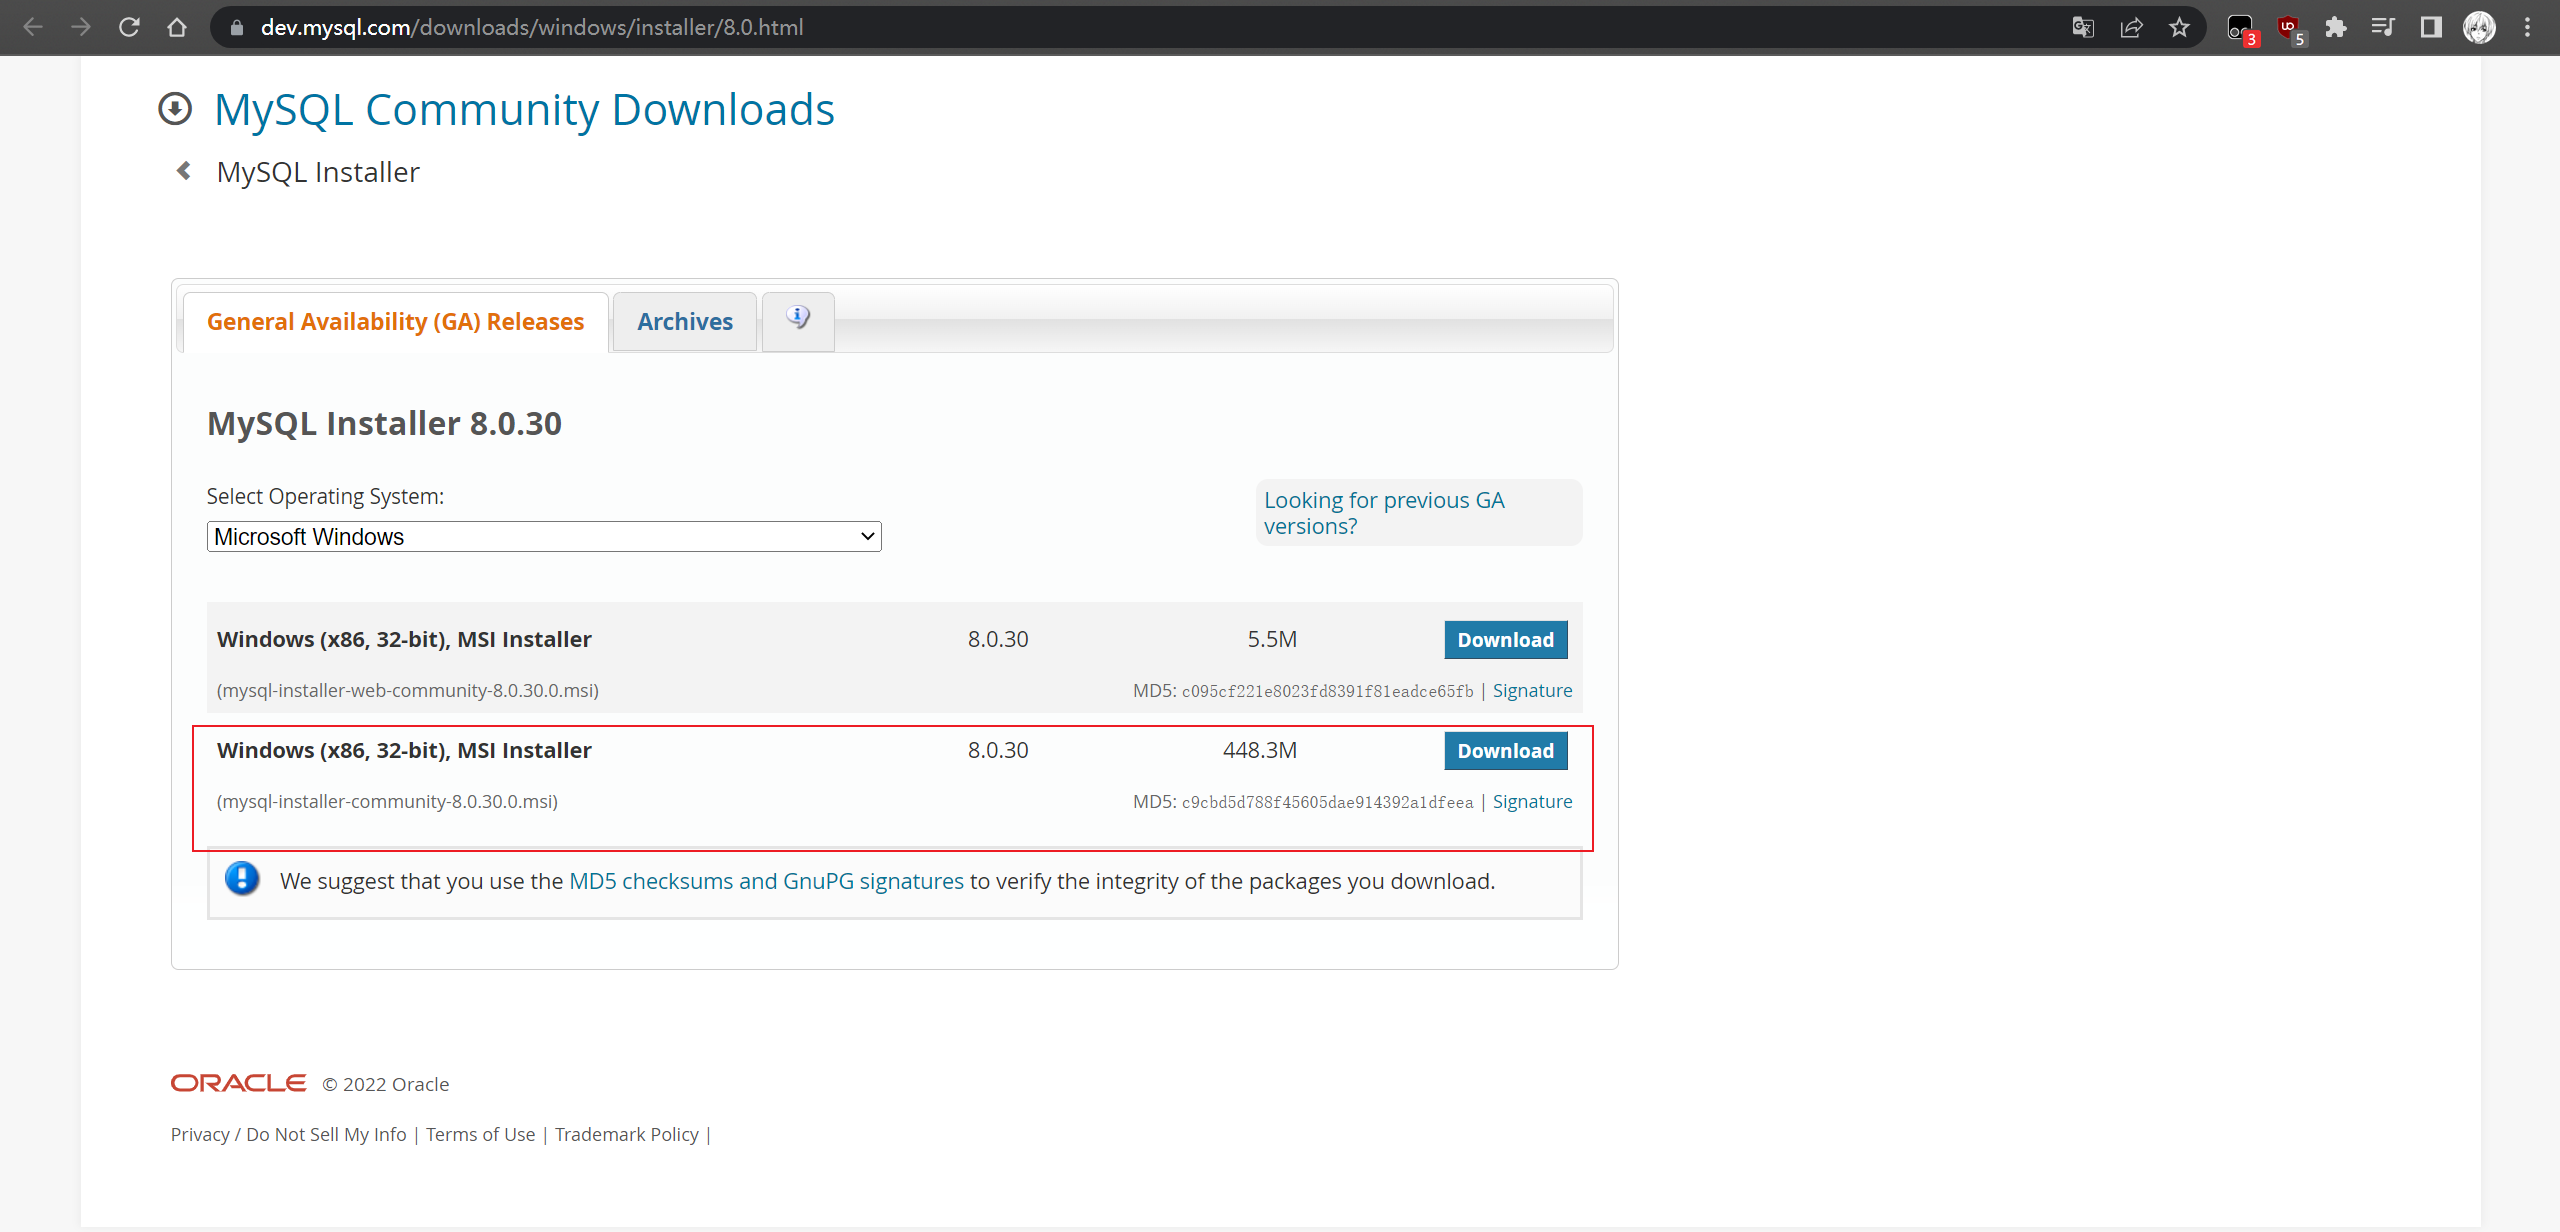 dev.mysql.com/downloads/windows/installer/8.0.html
3
5
MySQL Community Downloads
MySQL Installer
General Availability (GA) Releases
Archives
MySQL Installer 8.0.30
Select Operating System:
Microsoft Windows
Looking for previous GA
versions?
Windows (x86, 32-bit), MSI Installer 8.0.30 5.5M Download
(mysql-installer-web-community-8.0.30.0.msi) MD5: c095cf221e8023fd8391f81eadce65fb | Signature
Windows (x86, 32-bit), MSI Installer 8.0.30 448.3M Download
(mysql-installer-community-8.0.30.0.msi) MD5: c9cbd5d788f45605dae914392a1dfeea | Signature
We suggest that you use the MD5 checksums and GnuPG signatures to verify the integrity of the packages you download.
ORACLE © 2022 Oracle
Privacy / Do Not Sell My Info | Terms of Use | Trademark Policy |